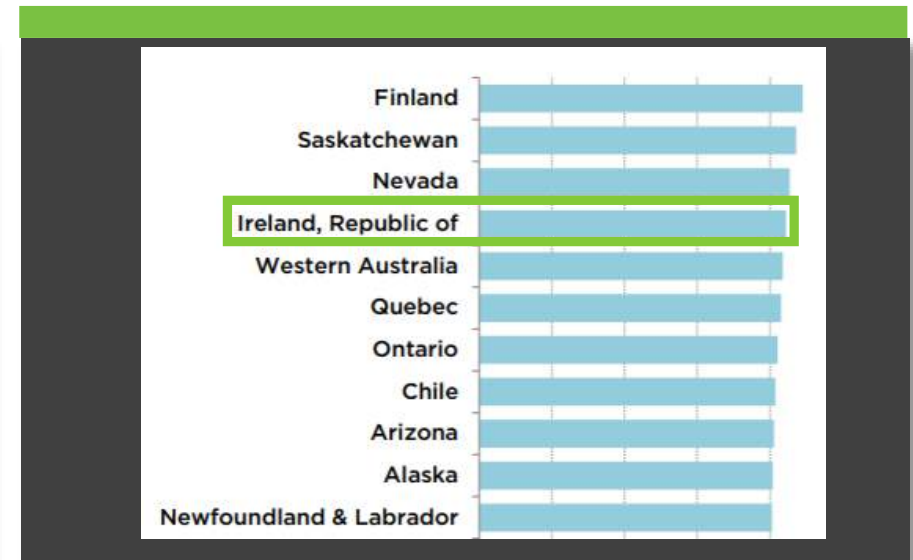 Finland
Saskatchewan
Nevada
Ireland, Republic of
Western Australia
Quebec
Ontario
Chile
Arizona
Alaska
Newfoundland & Labrador